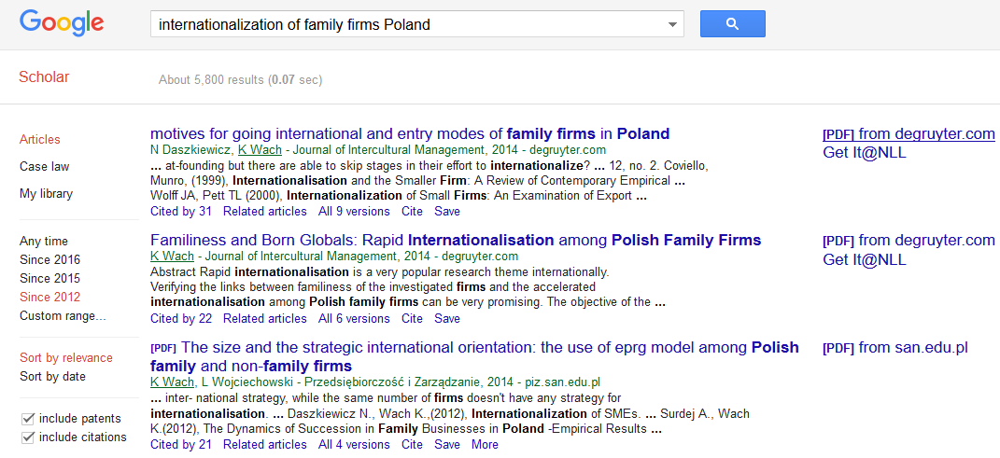 Google
internationalization of family firms Poland
Scholar
About 5,800 results (0.07 sec)
Articles
Case law
My library
Any time
Since 2016
Since 2015
Since 2012
Custom range...
Sort by relevance
Sort by date
include patents
include citations
motives for going international and entry modes of family firms in Poland
N Daszkiewicz, K Wach - Journal of Intercultural Management, 2014 - degruyter.com
... at-founding but there are able to skip stages in their effort to internationalize? ... 12, no. 2. Coviello,
Munro, (1999), Internationalisation and the Smaller Firm: A Review of Contemporary Empirical ...
Wolff JA, Pett TL (2000), Internationalization of Small Firms: An Examination of Export ...
Cited by 31 Related articles All 9 versions Cite Save
[PDF] from degruyter.com
Get It@NLL
Familiness and Born Globals: Rapid Internationalisation among Polish Family Firms
K Wach - Journal of Intercultural Management, 2014 - degruyter.com
Abstract Rapid internationalisation is a very popular research theme internationally.
Verifying the links between familiness of the investigated firms and the accelerated
internationalisation among Polish family firms can be very promising. The objective of the ...
Cited by 22 Related articles All 6 versions Cite Save
[PDF] from degruyter.com
Get It@NLL
[PDF] The size and the strategic international orientation: the use of eprg model among Polish
family and non-family firms
K Wach, L Wojciechowski - Przedsiębiorczość i Zarządzanie, 2014 - piz.san.edu.pl
... inter- national strategy, while the same number of firms doesn't have any strategy for
internationalisation. ... Daszkiewicz N., Wach K.,(2012), Internationalization of SMEs. ... Surdej A., Wach
K.(2012), The Dynamics of Succession in Family Businesses in Poland -Empirical Results ...
Cited by 21 Related articles All 4 versions Cite Save More
[PDF] from san.edu.pl